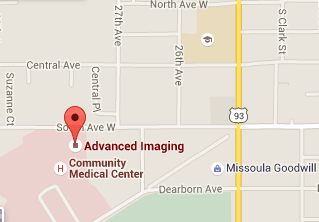 North Ave W
27th Ave
26th Ave
S Clark St
Central Ave
Suzanne Ct
Central Pl
93
South Ave W
Advanced Imaging
H
Community
Medical Center
Missoula Goodwill
Dearborn Ave